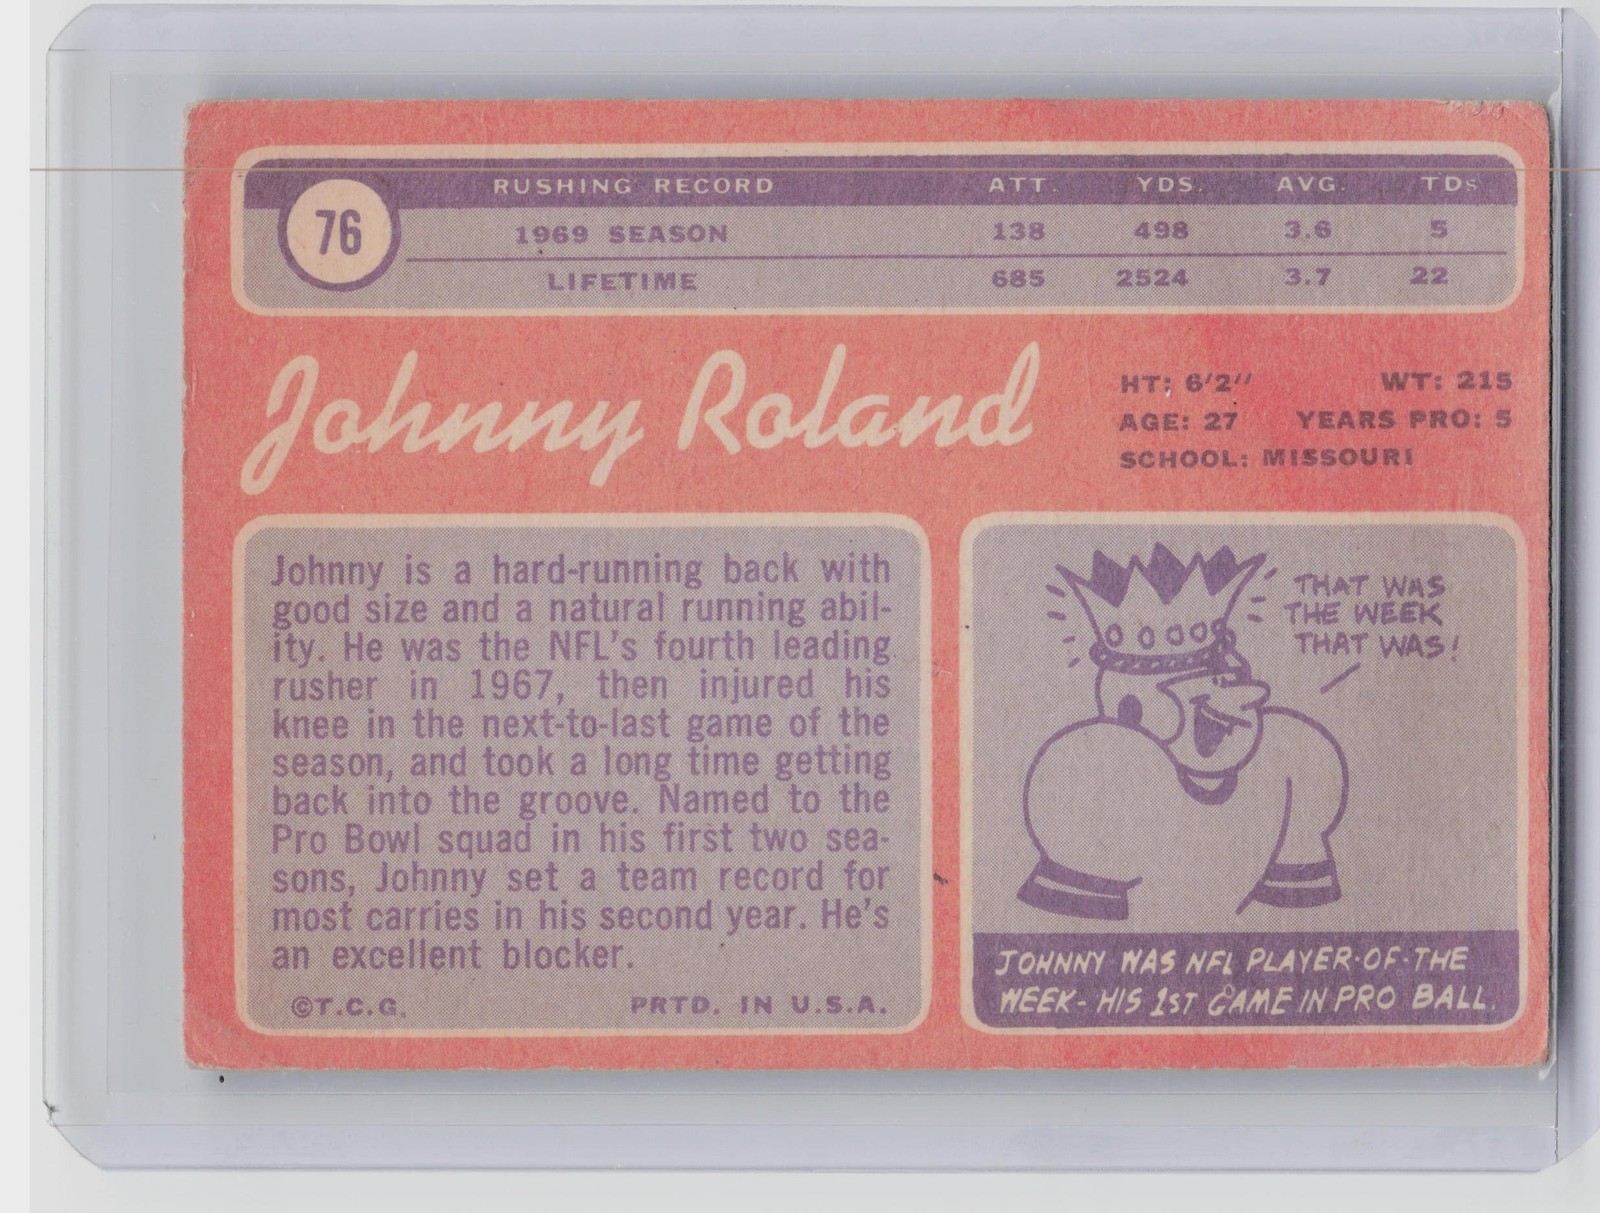 76
RUSHING RECORD ATT. YDS. AVG. TDs
1969 SEASON 138 498 3.6 5
LIFETIME 685 2524 3.7 22
Johnny Roland
HT: 6'2" WT: 215
AGE: 27 YEARS PRO: 5
SCHOOL: MISSOURI
Johnny is a hard-running back with
good size and a natural running abil-
ity. He was the NFL's fourth leading
rusher in 1967, then injured his
knee in the next-to-last game of the
season, and took a long time getting
back into the groove. Named to the
Pro Bowl squad in his first two sea-
sons, Johnny set a team record for
most carries in his second year. He's
an excellent blocker.
©T.C.G. PRTD. IN U.S.A.
THAT WAS
THE WEEK
THAT WAS!
JOHNNY WAS NFL PLAYER-OF-THE
WEEK- HIS 1ST GAME IN PRO BALL.